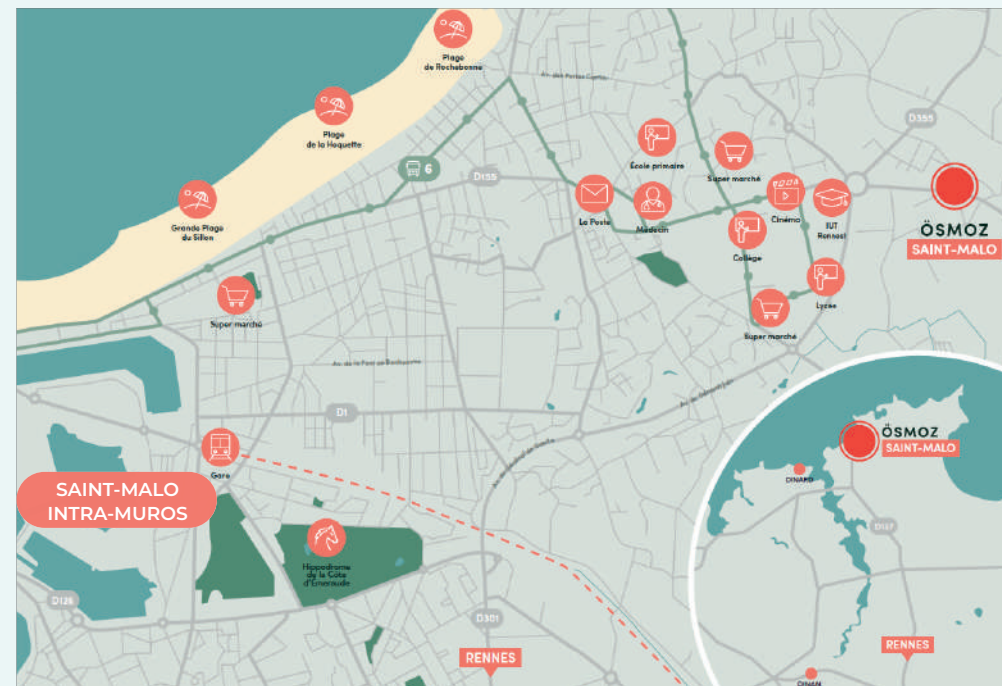 Plage
de Rochebonne
Plage
de la Hoguette
Grande Plage
du Sillon
6
D155
D355
École primaire
Super marché
La Poste
Médecin
Cinéma
IUT
Rennes1
Collège
Lycée
Super marché
ÖSMOZ
SAINT-MALO
Super marché
D1
Gare
SAINT-MALO
INTRA-MUROS
Hippodrome
de la Côte
d'Émeraude
D126
D301
RENNES
ÖSMOZ
SAINT-MALO
DINARD
D137
RENNES
DINAN